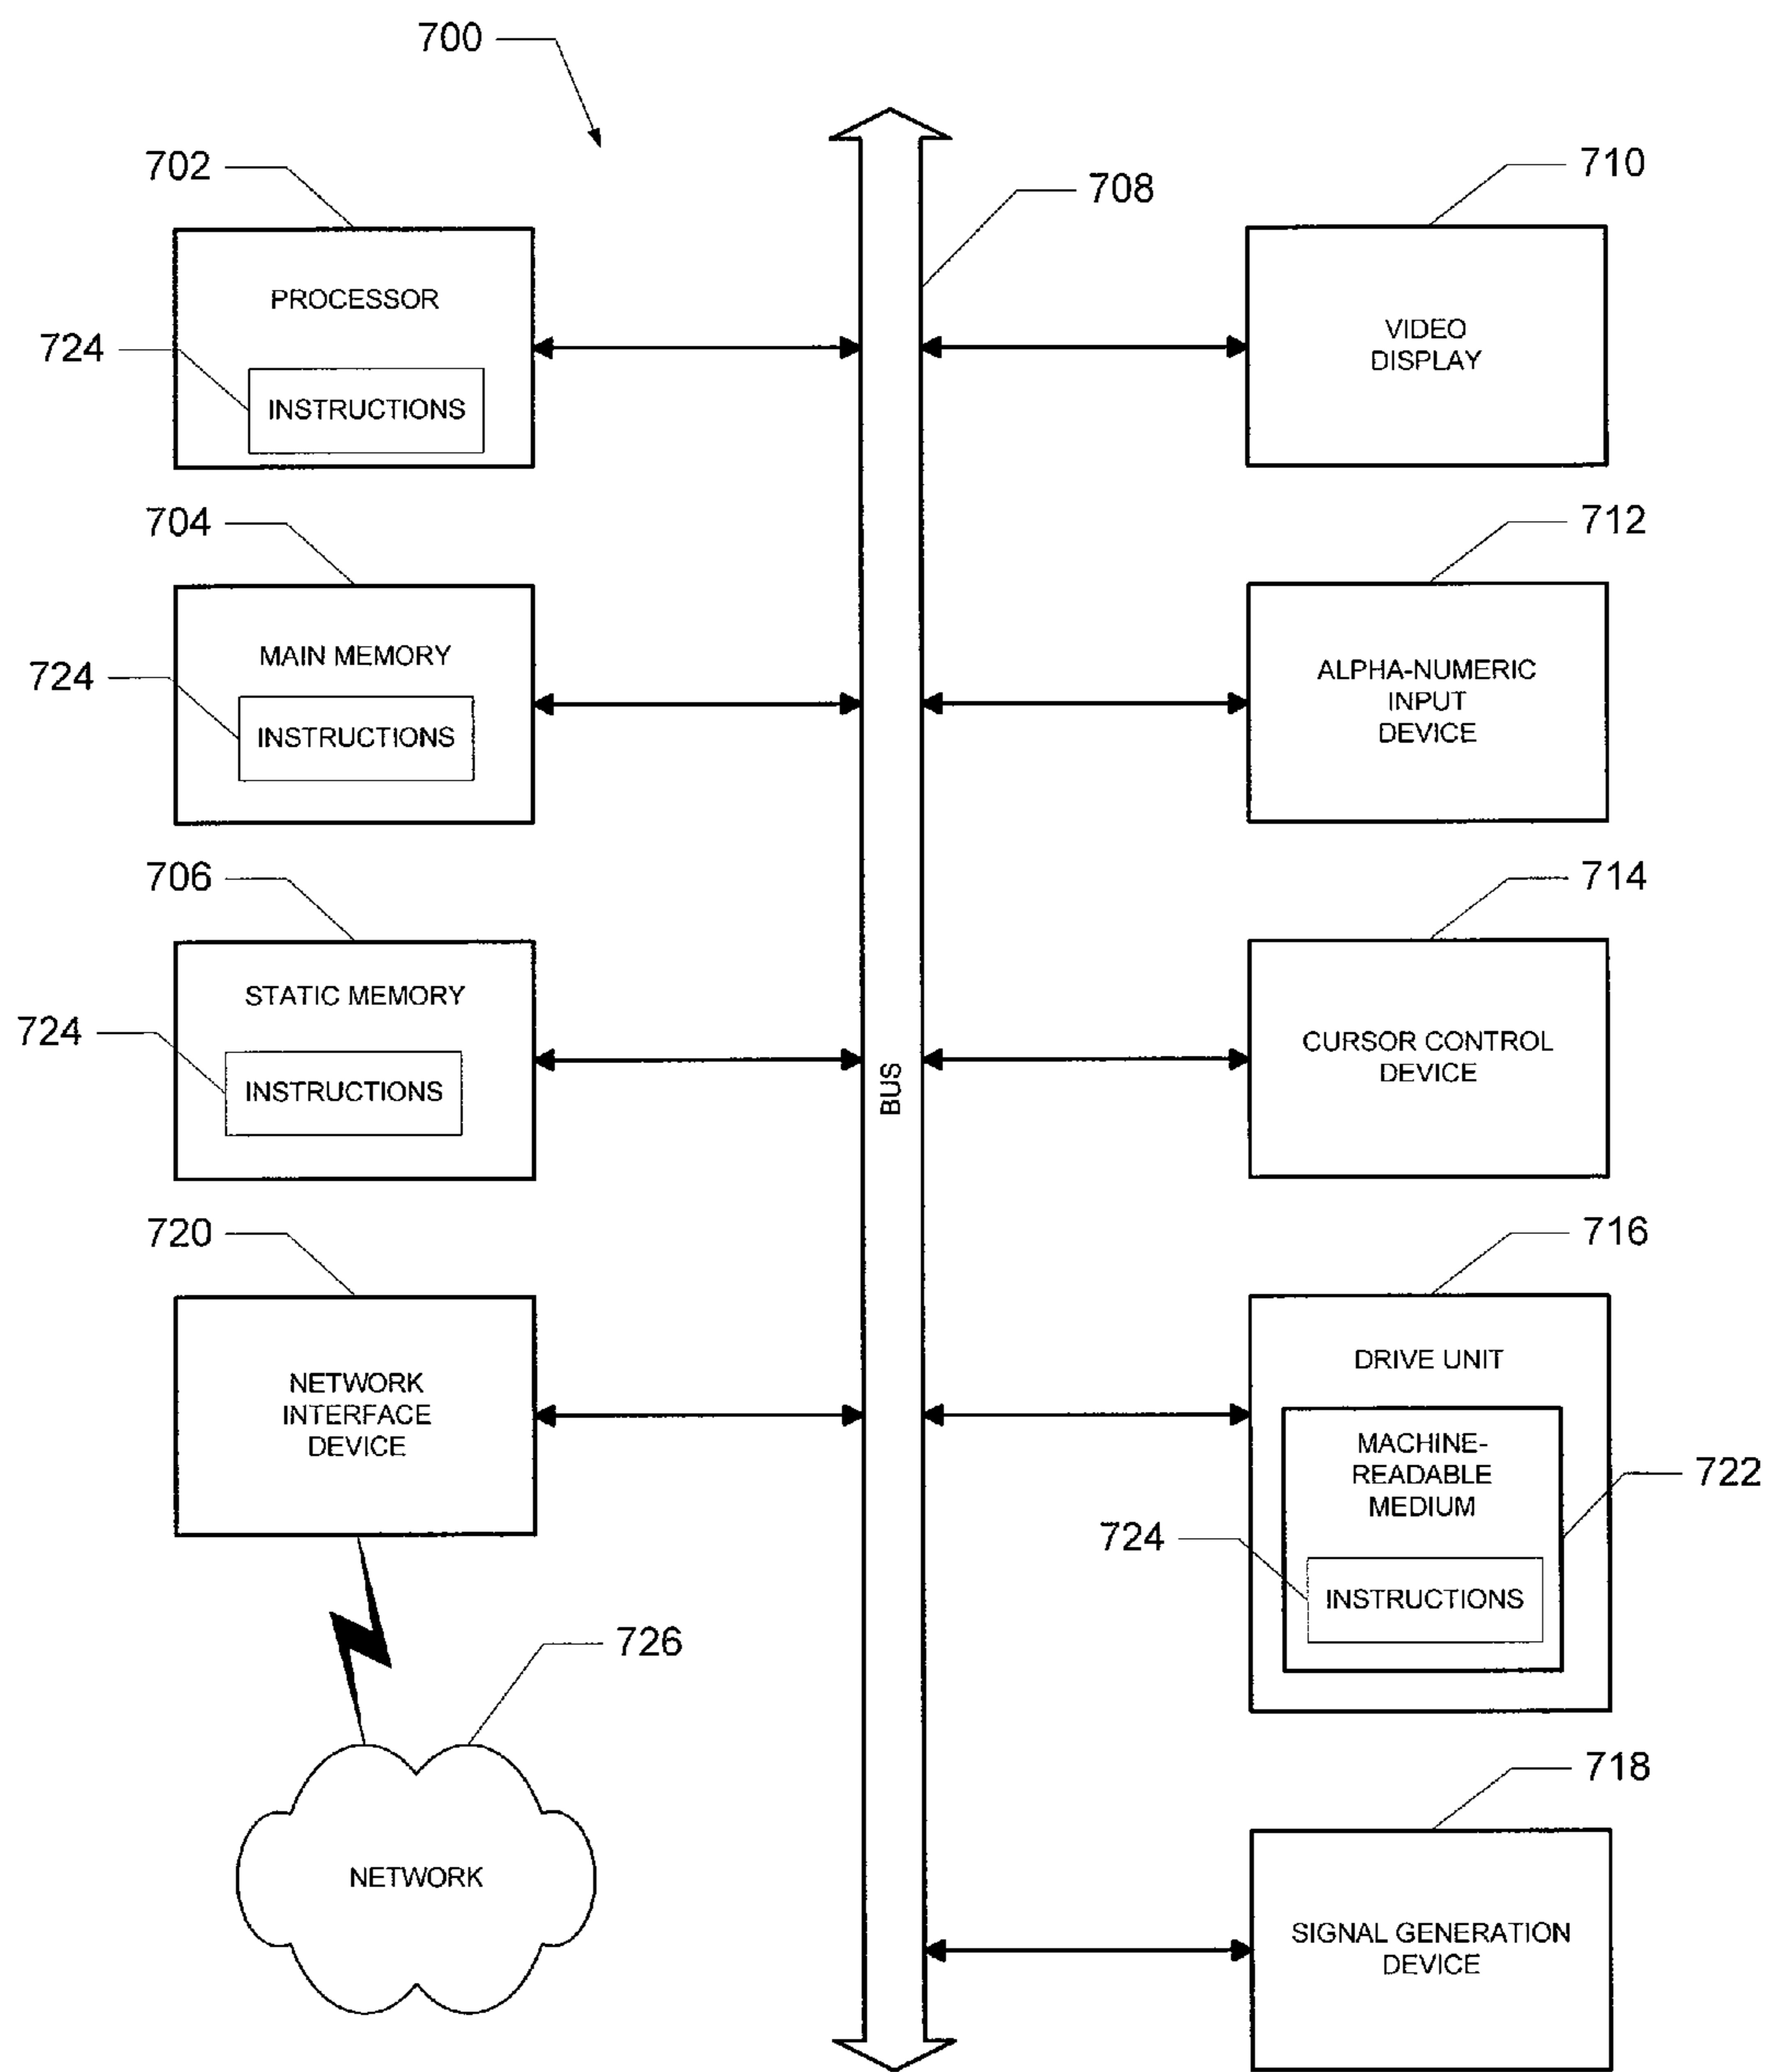 700
702
708
710
PROCESSOR
724
INSTRUCTIONS
VIDEO
DISPLAY
704
712
MAIN MEMORY
724
INSTRUCTIONS
ALPHA-NUMERIC
INPUT
DEVICE
706
714
STATIC MEMORY
724
INSTRUCTIONS
BUS
CURSOR CONTROL
DEVICE
720
716
NETWORK
INTERFACE
DEVICE
DRIVE UNIT
MACHINE-
READABLE
MEDIUM
722
724
INSTRUCTIONS
726
NETWORK
718
SIGNAL GENERATION
DEVICE